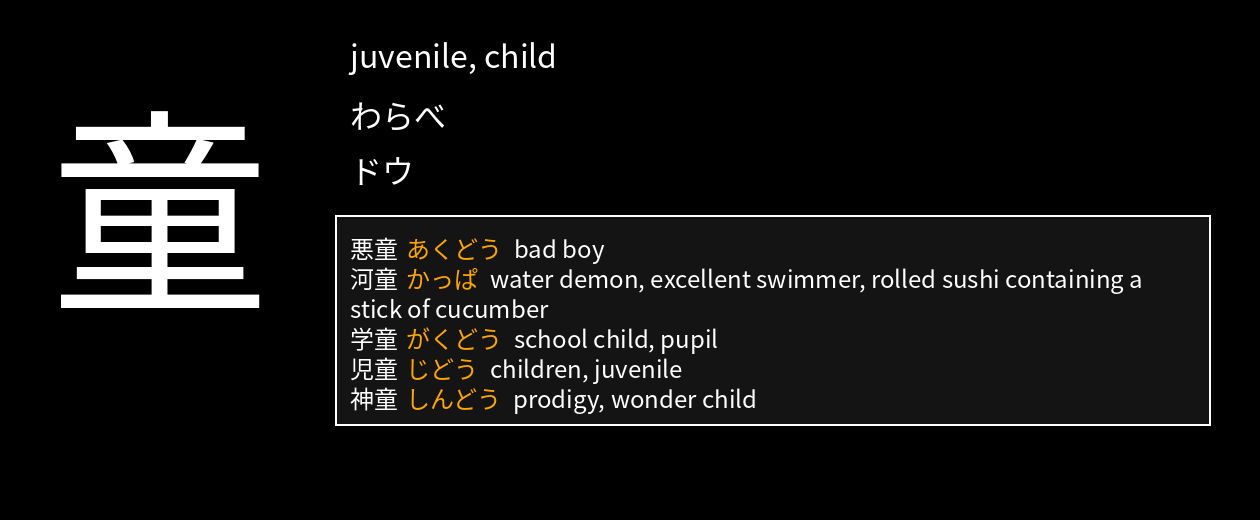 童
juvenile, child
わらべ
ドウ
悪童 あくどう bad boy
河童 かっぱ water demon, excellent swimmer, rolled sushi containing a
stick of cucumber
学童 がくどう school child, pupil
児童 じどう children, juvenile
神童 しんどう prodigy, wonder child